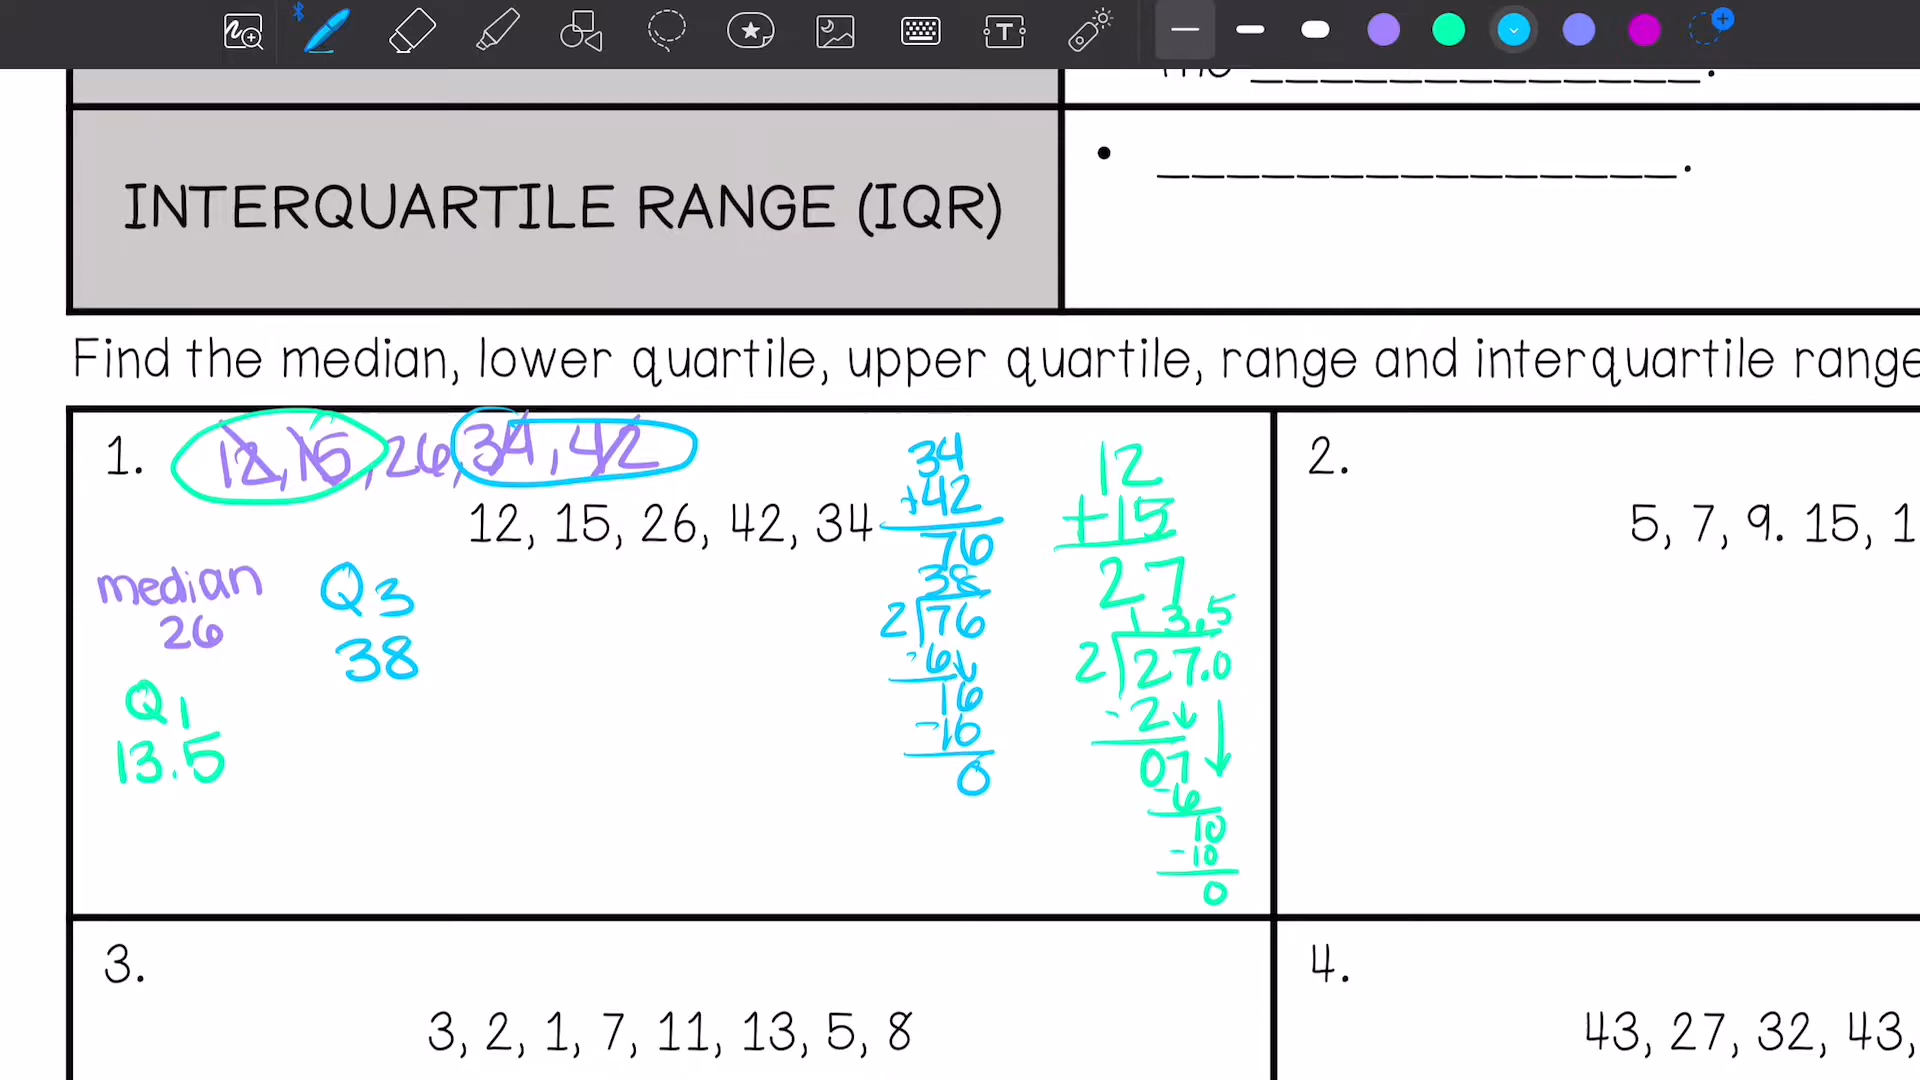 INTERQUARTILE RANGE (IQR)
• _______________.
Find the median, lower quartile, upper quartile, range and interquartile range
1.
12, 15, 26, 34, 42
12, 15, 26, 42, 34
median
26
Q1
13.5
Q3
38
34
+42
76
38
2 76
-6
16
-16
0
12
+15
27
13.5
2 27.0
-2
07
-6
10
-10
0
2.
5, 7, 9. 15, 1
3.
3, 2, 1, 7, 11, 13, 5, 8
4.
43, 27, 32, 43,